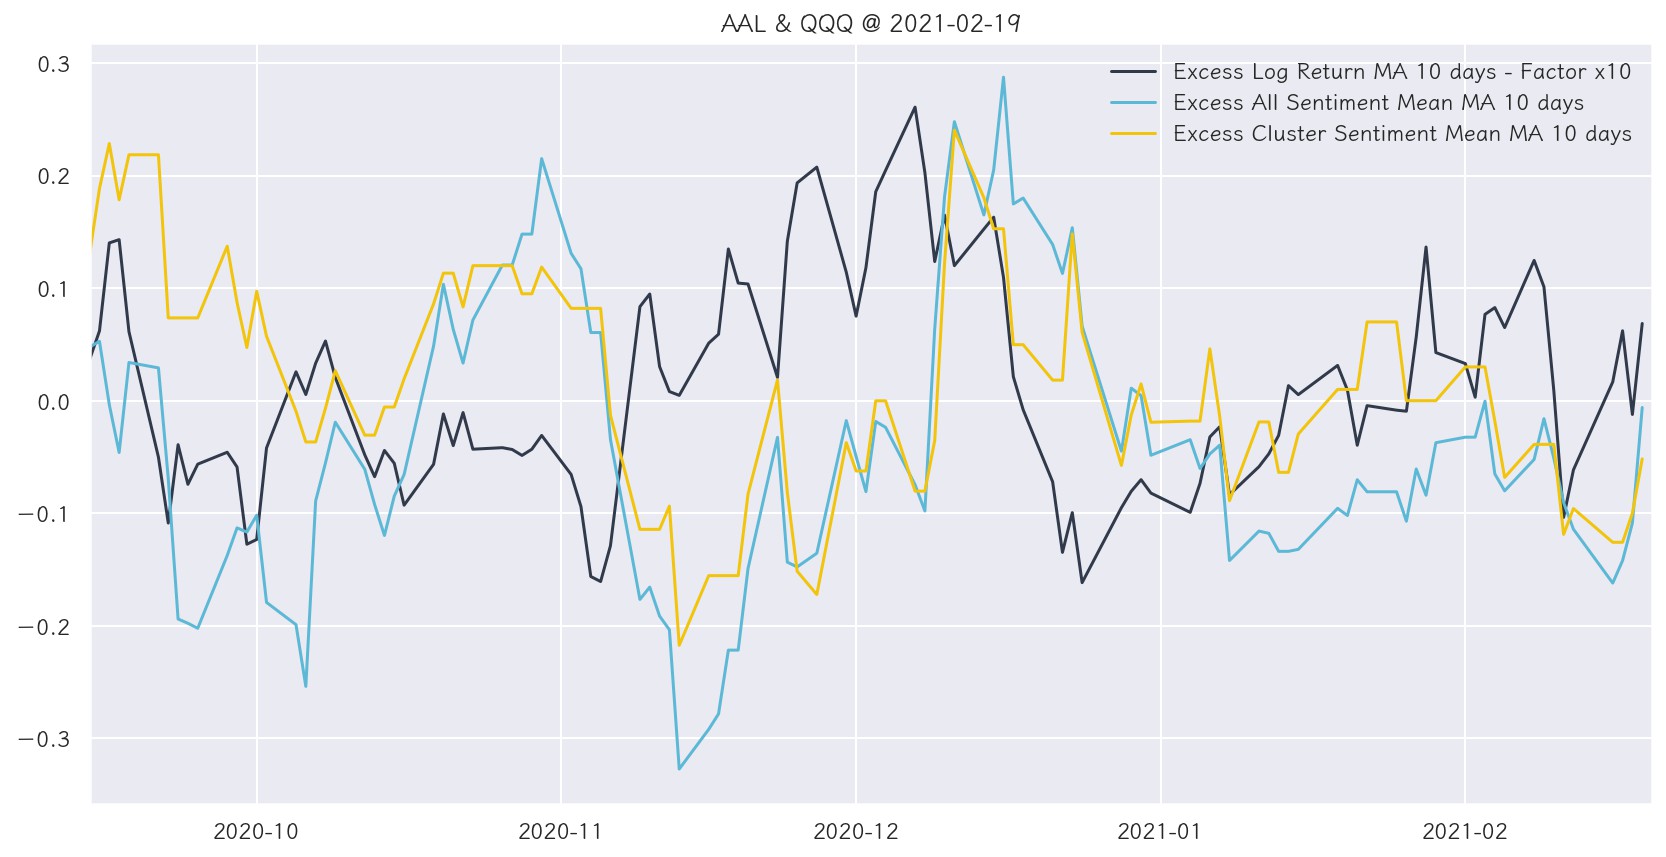 AAL & QQQ @ 2021-02-19
Excess Log Return MA 10 days - Factor x10
Excess All Sentiment Mean MA 10 days
Excess Cluster Sentiment Mean MA 10 days
0.3
0.2
0.1
0.0
−0.1
−0.2
−0.3
2020-10 2020-11 2020-12 2021-01 2021-02